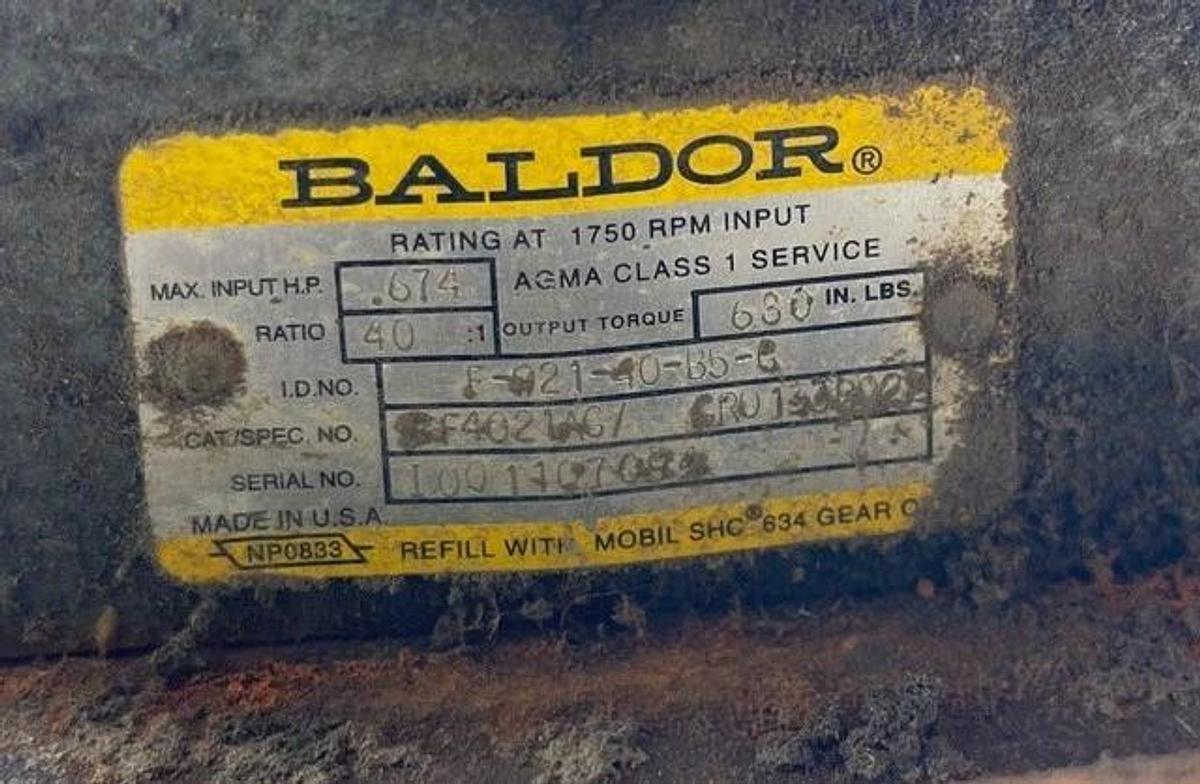 BALDOR®
RATING AT 1750 RPM INPUT
MAX. INPUT H.P. .674 AGMA CLASS 1 SERVICE
RATIO 40 :1 OUTPUT TORQUE 630 IN. LBS.
I.D.NO.
CAT/SPEC. NO.
SERIAL NO.
MADE IN U.S.A.
NP0833 REFILL WITH MOBIL SHC® 634 GEAR